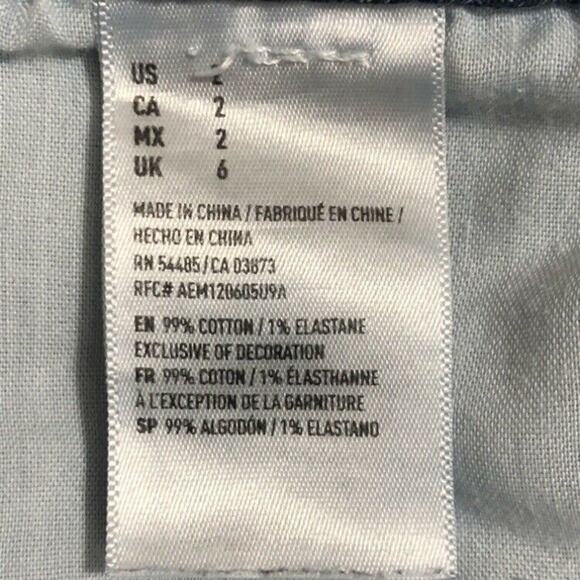 US 2
CA 2
MX 2
UK 6
MADE IN CHINA / FABRIQUÉ EN CHINE /
HECHO EN CHINA
RN 54485 / CA 03873
RFC# AEM120605U9A
EN 99% COTTON / 1% ELASTANE
EXCLUSIVE OF DECORATION
FR 99% COTON / 1% ÉLASTHANNE
À L'EXCEPTION DE LA GARNITURE
SP 99% ALGODÓN / 1% ELASTANO